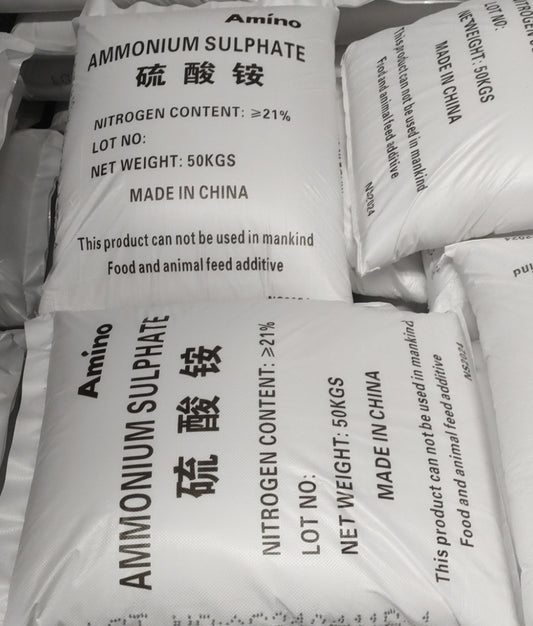 Amino
AMMONIUM SULPHATE
硫酸铵
NITROGEN CONTENT: ≥21%
LOT NO:
NET WEIGHT: 50KGS
MADE IN CHINA
This product can not be used in mankind
Food and animal feed additive
LOT NO:
NET WEIGHT: 50KGS
MADE IN CHINA
This product can not be used in mankind
Food and animal feed additive
NS2024
Amino
AMMONIUM SULPHATE
硫酸铵
NITROGEN CONTENT: ≥21%
LOT NO:
NET WEIGHT: 50KGS
MADE IN CHINA
This product can not be used in mankind
Food and animal feed additive
NS2024